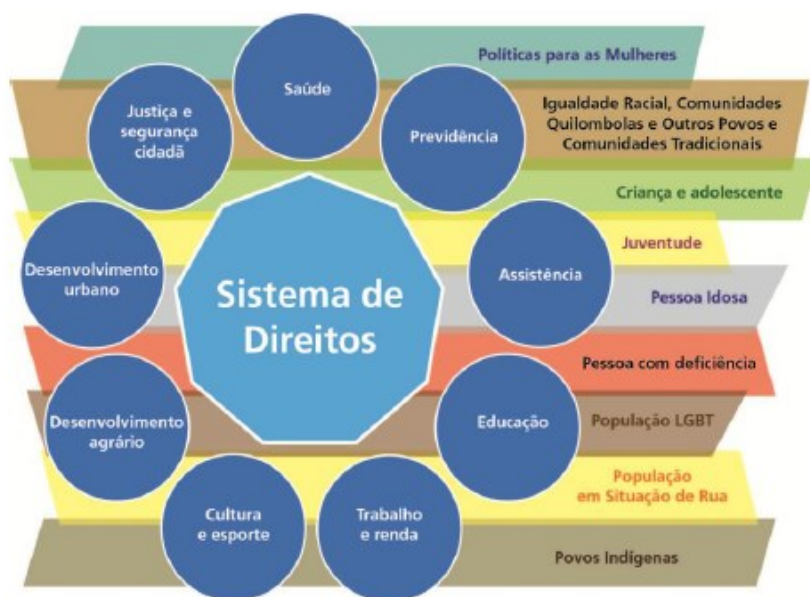 Políticas para as Mulheres
Saúde
Justiça e
segurança
cidadã
Previdência
Igualdade Racial, Comunidades
Quilombolas e Outros Povos e
Comunidades Tradicionais
Criança e adolescente
Juventude
Desenvolvimento
urbano
Assistência
Sistema de
Direitos
Pessoa Idosa
Pessoa com deficiência
Desenvolvimento
agrário
Educação
População LGBT
População
em Situação de Rua
Cultura
e esporte
Trabalho
e renda
Povos Indígenas